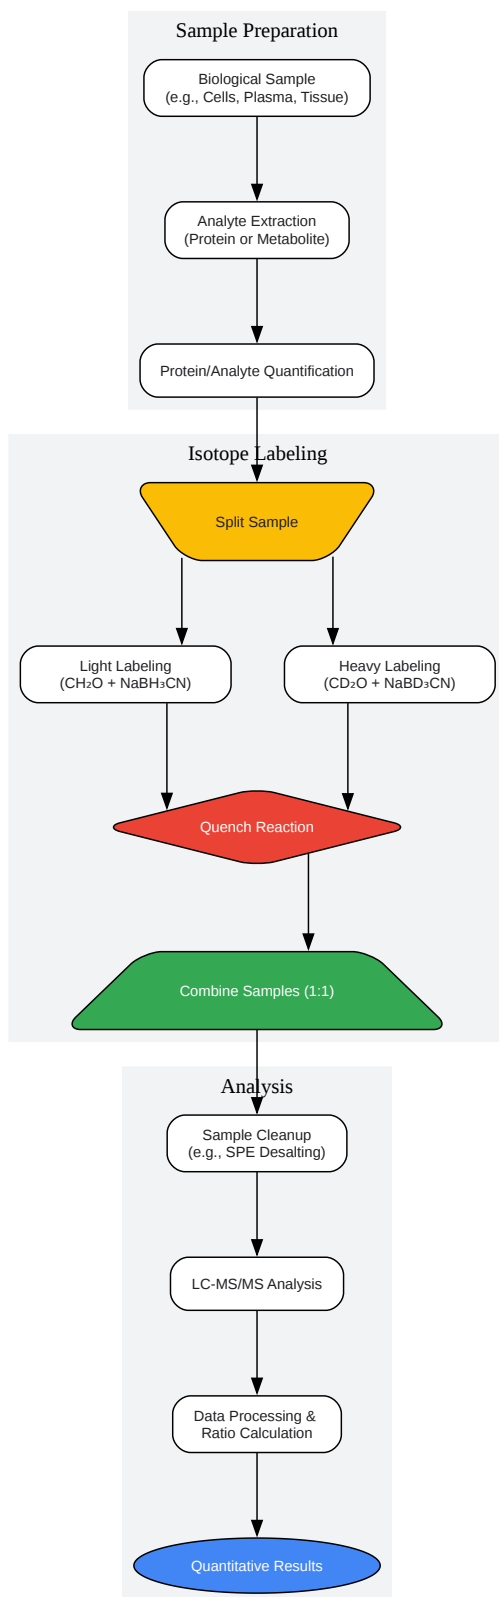 Sample Preparation
Biological Sample
(e.g., Cells, Plasma, Tissue)
Analyte Extraction
(Protein or Metabolite)
Protein/Analyte Quantification
Isotope Labeling
Split Sample
Light Labeling
(CH₂O + NaBH₃CN)
Heavy Labeling
(CD₂O + NaBD₃CN)
Quench Reaction
Combine Samples (1:1)
Analysis
Sample Cleanup
(e.g., SPE Desalting)
LC-MS/MS Analysis
Data Processing &
Ratio Calculation
Quantitative Results